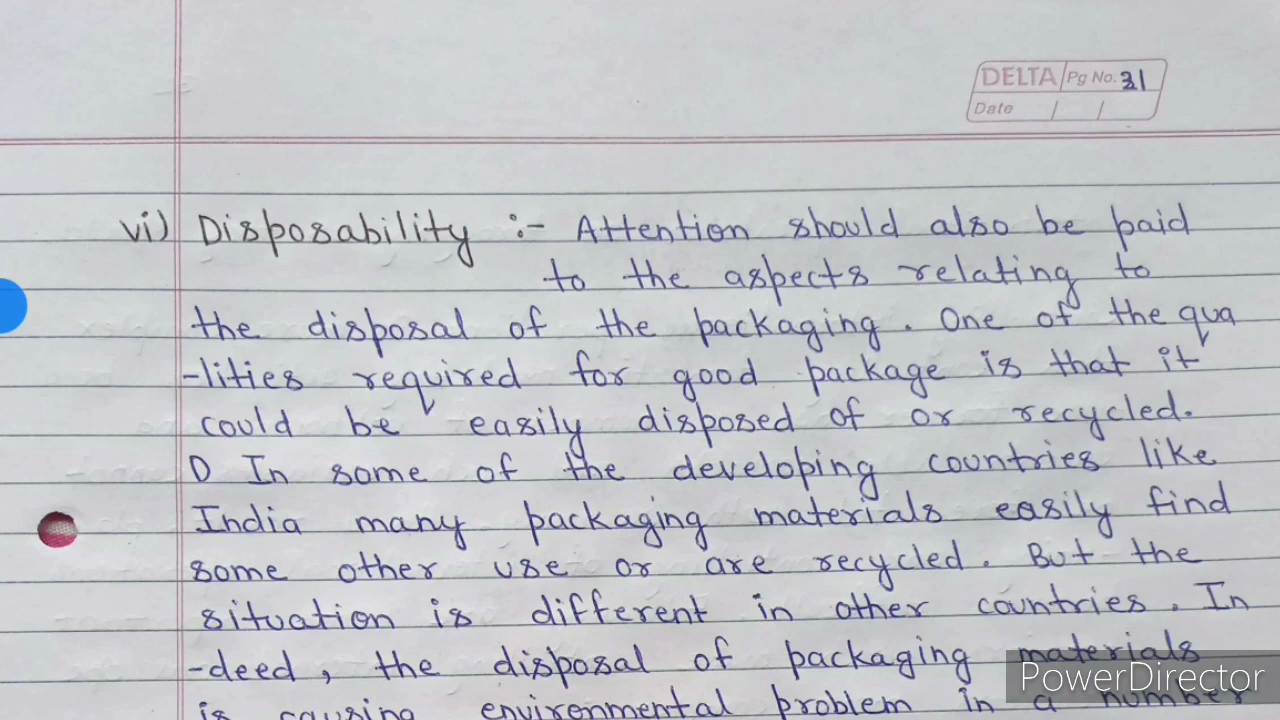 DELTA Pg No. 31
Date / /
vi) Disposability :- Attention should also be paid
to the aspects relating to
the disposal of the packaging. One of the qua
-lities required for good package is that it
could be easily disposed of or recycled.
D In some of the developing countries like
India many packaging materials easily find
some other use or are recycled. But the
situation is different in other countries. In
-deed, the disposal of packaging materials
is causing environmental problem in a number
PowerDirector